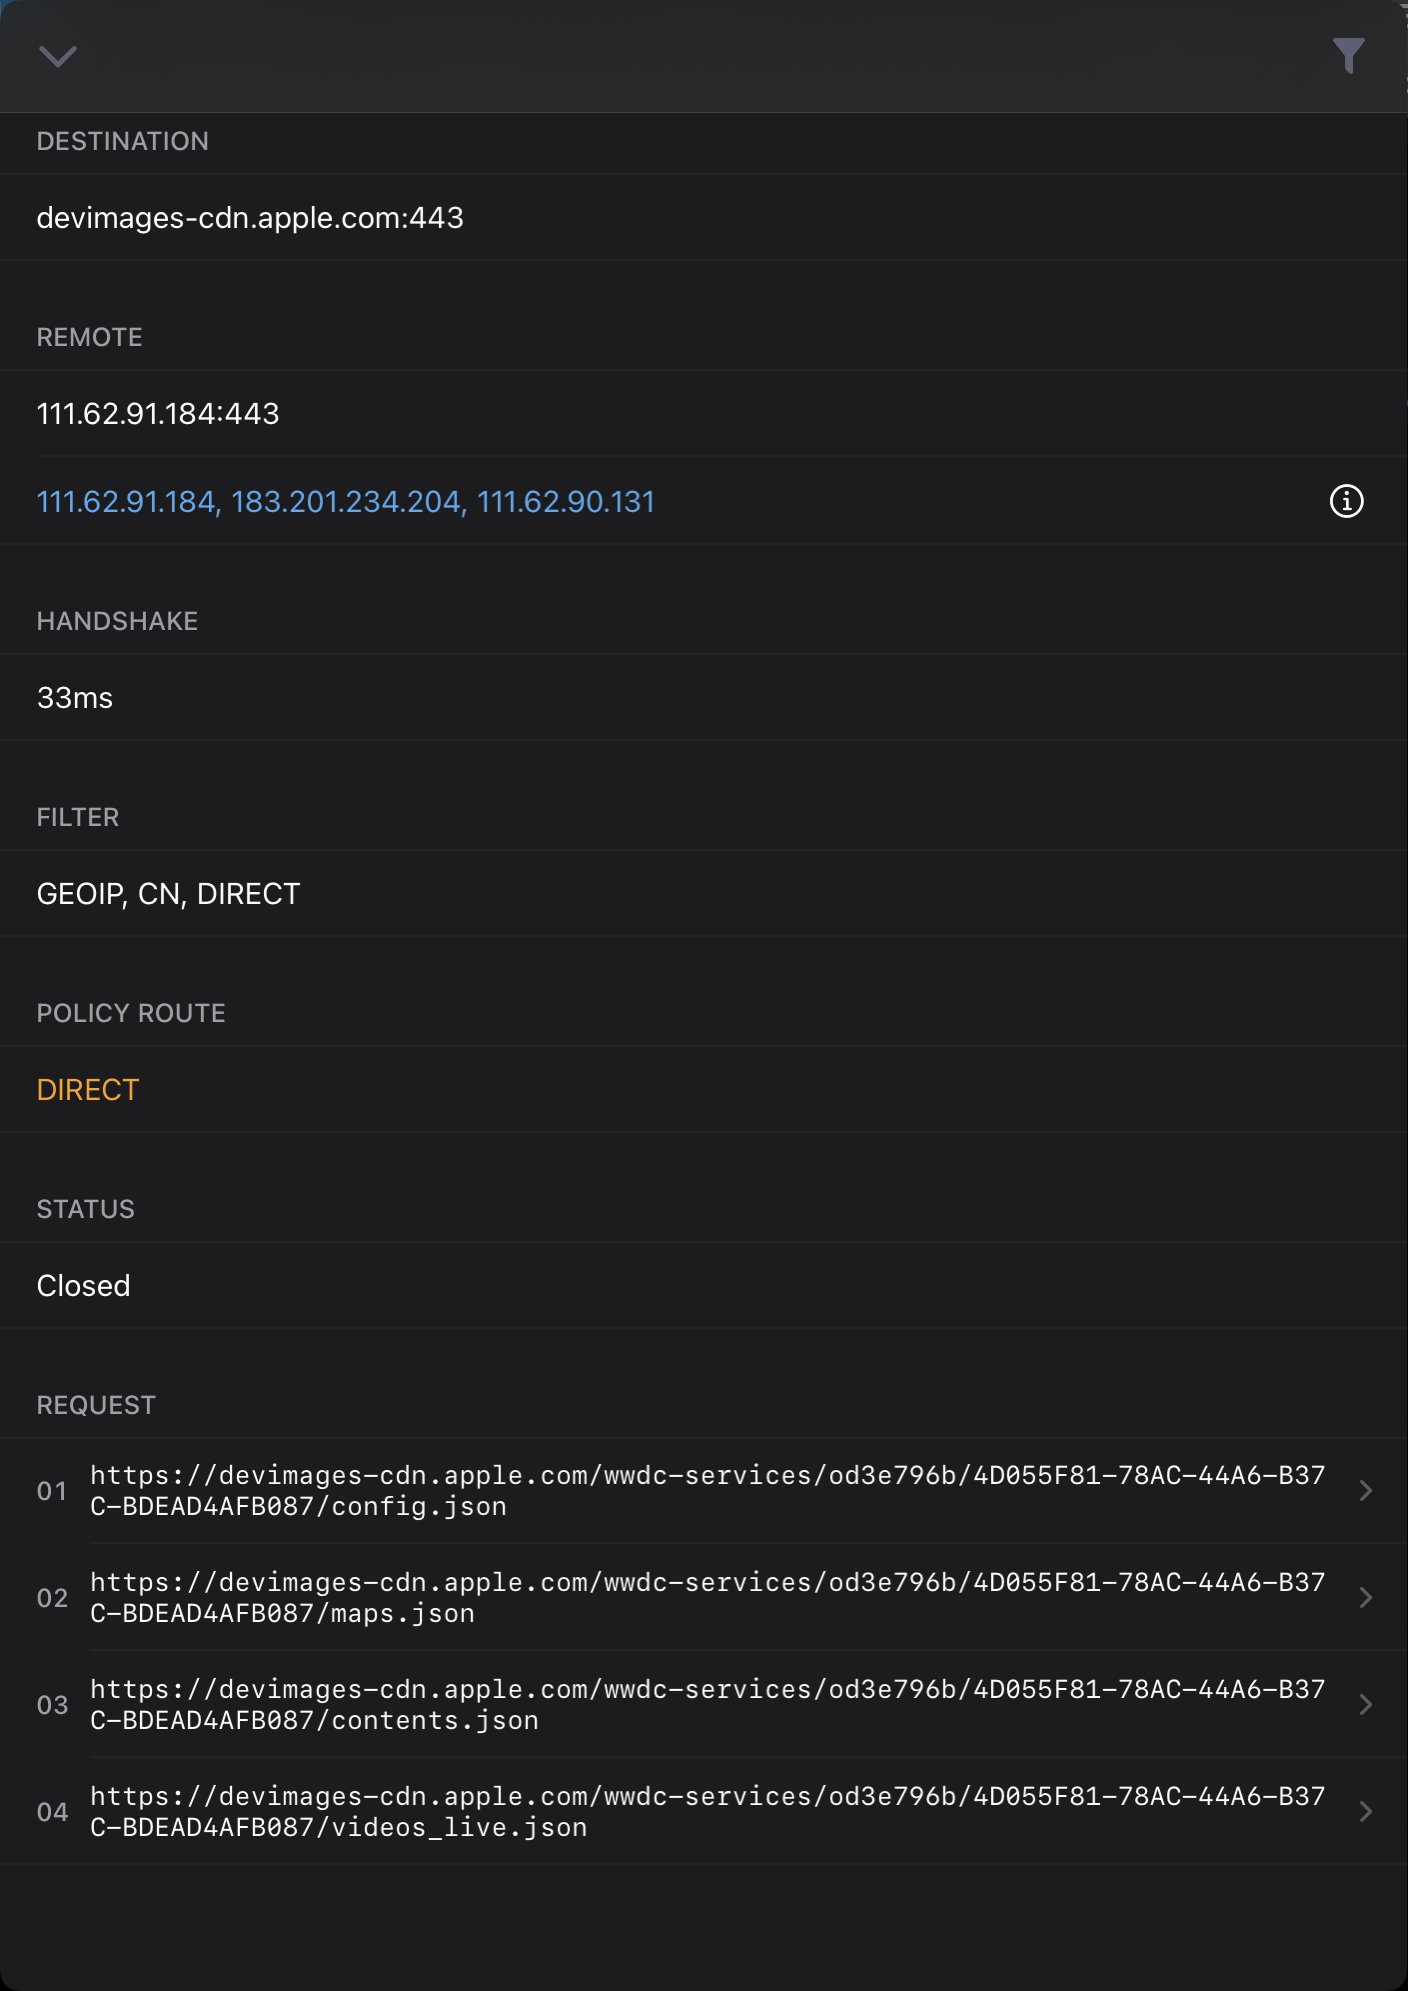 DESTINATION
devimages-cdn.apple.com:443
REMOTE
111.62.91.184:443
111.62.91.184, 183.201.234.204, 111.62.90.131
HANDSHAKE
33ms
FILTER
GEOIP, CN, DIRECT
POLICY ROUTE
DIRECT
STATUS
Closed
REQUEST
01 https://devimages-cdn.apple.com/wwdc-services/od3e796b/4D055F81-78AC-44A6-B37
C-BDEAD4AFB087/config.json
02 https://devimages-cdn.apple.com/wwdc-services/od3e796b/4D055F81-78AC-44A6-B37
C-BDEAD4AFB087/maps.json
03 https://devimages-cdn.apple.com/wwdc-services/od3e796b/4D055F81-78AC-44A6-B37
C-BDEAD4AFB087/contents.json
04 https://devimages-cdn.apple.com/wwdc-services/od3e796b/4D055F81-78AC-44A6-B37
C-BDEAD4AFB087/videos_live.json